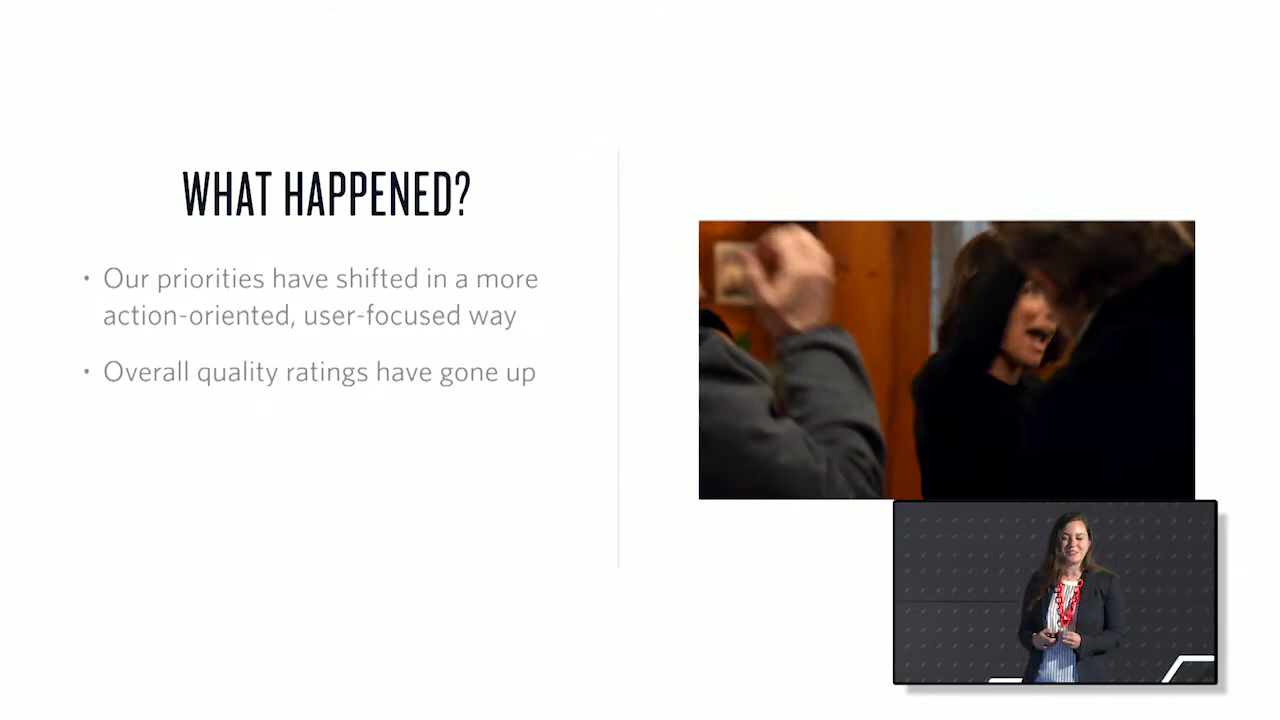 WHAT HAPPENED?
• Our priorities have shifted in a more
action-oriented, user-focused way
• Overall quality ratings have gone up